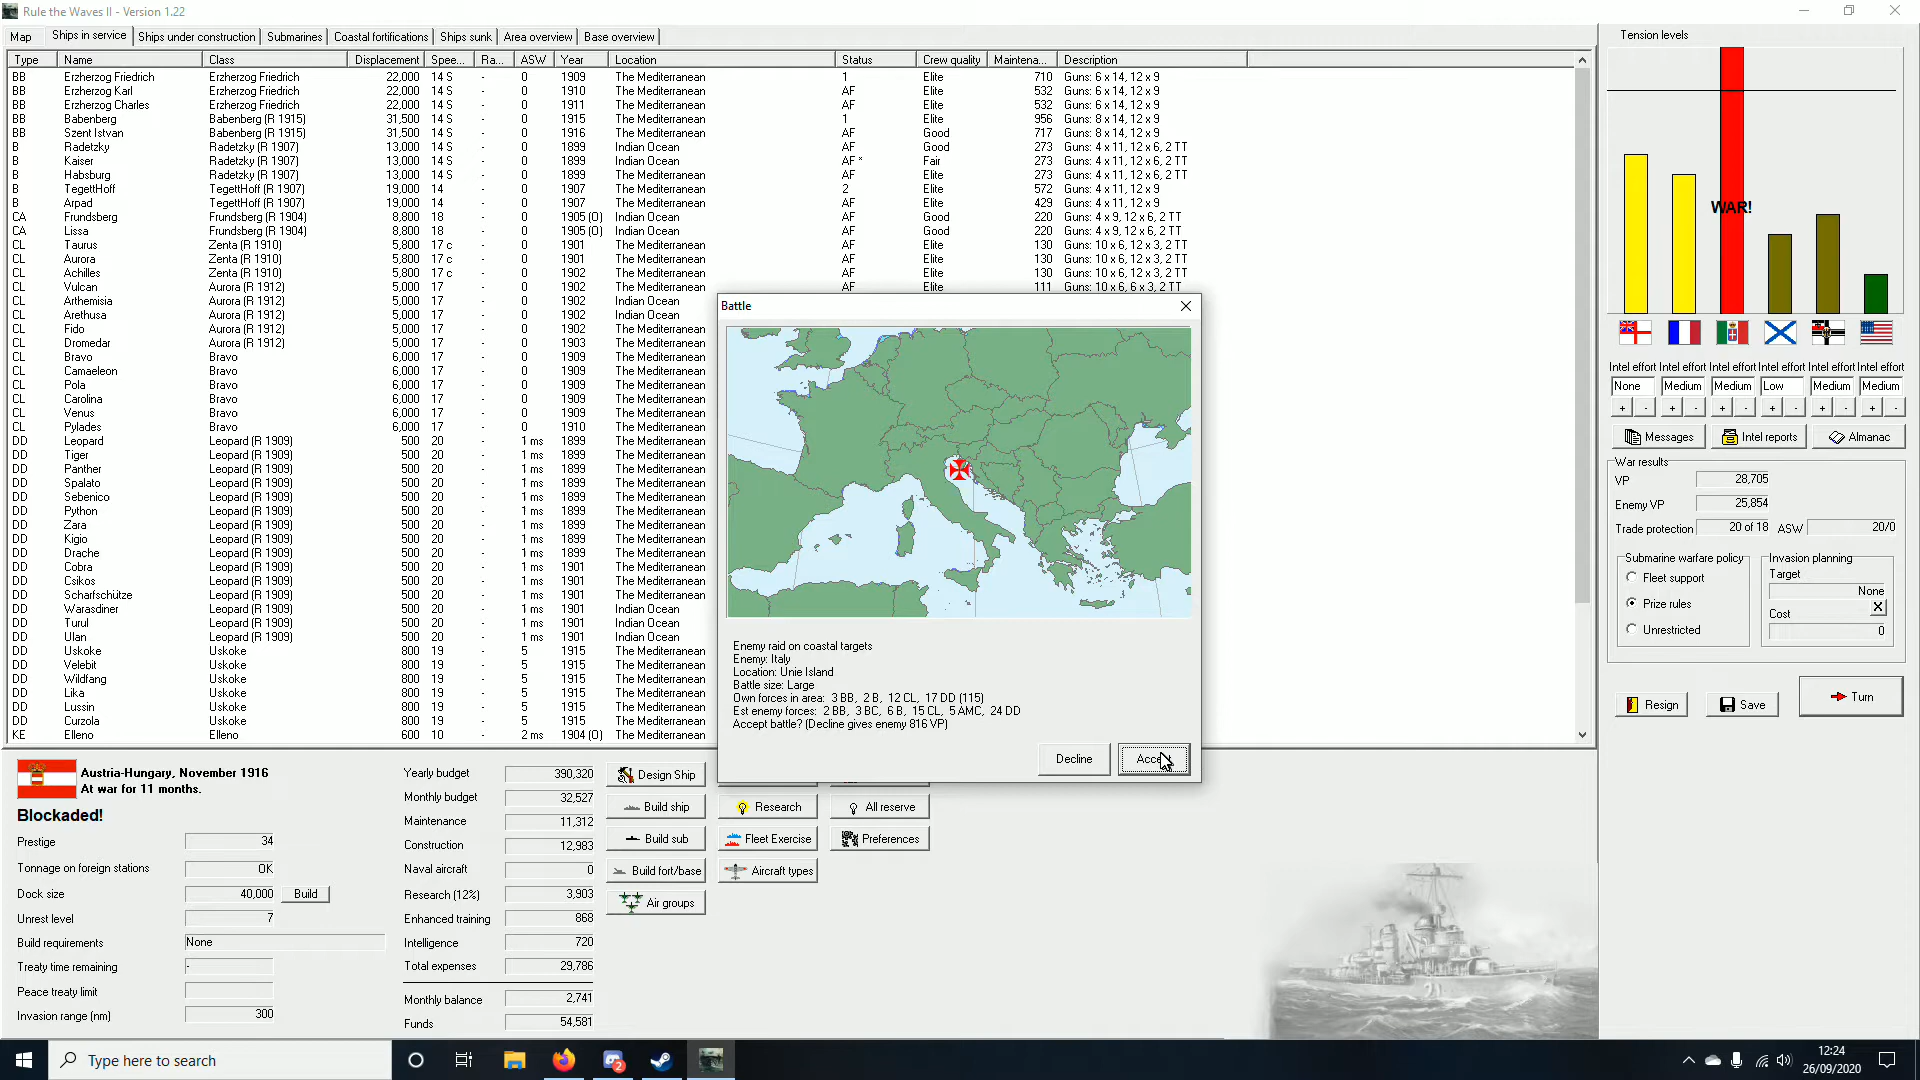 Rule the Waves II - Version 1.22
Map Ships in service Ships under construction Submarines Coastal fortifications Ships sunk Area overview Base overview
Type Name Class Displacement Spee... Ra... ASW Year Location Status Crew quality Maintena... Description
BB Erzherzog Friedrich Erzherzog Friedrich 22,000 14 S - 0 1909 The Mediterranean 1 Elite 710 Guns: 6 x 14, 12 x 9
BB Erzherzog Karl Erzherzog Friedrich 22,000 14 S - 0 1910 The Mediterranean AF Elite 532 Guns: 6 x 14, 12 x 9
BB Erzherzog Charles Erzherzog Friedrich 22,000 14 S - 0 1911 The Mediterranean AF Elite 532 Guns: 6 x 14, 12 x 9
BB Babenberg Babenberg (R 1915) 31,500 14 S - 0 1915 The Mediterranean 1 Elite 956 Guns: 8 x 14, 12 x 9
BB Szent Istvan Babenberg (R 1915) 31,500 14 S - 0 1916 The Mediterranean AF Good 717 Guns: 8 x 14, 12 x 9
B Radetzky Radetzky (R 1907) 13,000 14 S - 0 1899 Indian Ocean AF Good 273 Guns: 4 x 11, 12 x 6, 2 TT
B Kaiser Radetzky (R 1907) 13,000 14 S - 0 1899 Indian Ocean AF * Fair 273 Guns: 4 x 11, 12 x 6, 2 TT
B Habsburg Radetzky (R 1907) 13,000 14 S - 0 1899 The Mediterranean AF Elite 273 Guns: 4 x 11, 12 x 6, 2 TT
B TegettHoff TegettHoff (R 1907) 19,000 14 - 0 1907 The Mediterranean 2 Elite 572 Guns: 4 x 11, 12 x 9
B Arpad TegettHoff (R 1907) 19,000 14 - 0 1907 The Mediterranean AF Elite 429 Guns: 4 x 11, 12 x 9
CA Frundsberg Frundsberg (R 1904) 8,800 18 - 0 1905 (O) Indian Ocean AF Good 220 Guns: 4 x 9, 12 x 6, 2 TT
CA Lissa Frundsberg (R 1904) 8,800 18 - 0 1905 (O) Indian Ocean AF Good 220 Guns: 4 x 9, 12 x 6, 2 TT
CL Taurus Zenta (R 1910) 5,800 17 c - 0 1901 The Mediterranean AF Elite 130 Guns: 10 x 6, 12 x 3, 2 TT
CL Aurora Zenta (R 1910) 5,800 17 c - 0 1901 The Mediterranean AF Elite 130 Guns: 10 x 6, 12 x 3, 2 TT
CL Achilles Zenta (R 1910) 5,800 17 c - 0 1902 The Mediterranean AF Elite 130 Guns: 10 x 6, 12 x 3, 2 TT
CL Vulcan Aurora (R 1912) 5,000 17 - 0 1902 The Mediterranean AF Elite 111 Guns: 10 x 6, 6 x 3, 2 TT
CL Arthemisia Aurora (R 1912) 5,000 17 - 0 1902 Indian Ocean
CL Arethusa Aurora (R 1912) 5,000 17 - 0 1902 Indian Ocean
CL Fido Aurora (R 1912) 5,000 17 - 0 1902 The Mediterranean
CL Dromedar Aurora (R 1912) 5,000 17 - 0 1903 The Mediterranean
CL Bravo Bravo 6,000 17 - 0 1909 The Mediterranean
CL Camaeleon Bravo 6,000 17 - 0 1909 The Mediterranean
CL Pola Bravo 6,000 17 - 0 1909 The Mediterranean
CL Carolina Bravo 6,000 17 - 0 1909 The Mediterranean
CL Venus Bravo 6,000 17 - 0 1909 The Mediterranean
CL Pylades Bravo 6,000 17 - 0 1910 The Mediterranean
DD Leopard Leopard (R 1909) 500 20 - 1 ms 1899 The Mediterranean
DD Tiger Leopard (R 1909) 500 20 - 1 ms 1899 The Mediterranean
DD Panther Leopard (R 1909) 500 20 - 1 ms 1899 The Mediterranean
DD Spalato Leopard (R 1909) 500 20 - 1 ms 1899 The Mediterranean
DD Sebenico Leopard (R 1909) 500 20 - 1 ms 1899 The Mediterranean
DD Python Leopard (R 1909) 500 20 - 1 ms 1899 The Mediterranean
DD Zara Leopard (R 1909) 500 20 - 1 ms 1899 The Mediterranean
DD Kigio Leopard (R 1909) 500 20 - 1 ms 1899 The Mediterranean
DD Drache Leopard (R 1909) 500 20 - 1 ms 1899 The Mediterranean
DD Cobra Leopard (R 1909) 500 20 - 1 ms 1901 The Mediterranean
DD Csikos Leopard (R 1909) 500 20 - 1 ms 1901 The Mediterranean
DD Scharfschütze Leopard (R 1909) 500 20 - 1 ms 1901 The Mediterranean
DD Warasdiner Leopard (R 1909) 500 20 - 1 ms 1901 Indian Ocean
DD Turul Leopard (R 1909) 500 20 - 1 ms 1901 Indian Ocean
DD Ulan Leopard (R 1909) 500 20 - 1 ms 1901 Indian Ocean
DD Uskoke Uskoke 800 19 - 5 1915 The Mediterranean
DD Velebit Uskoke 800 19 - 5 1915 The Mediterranean
DD Wildfang Uskoke 800 19 - 5 1915 The Mediterranean
DD Lika Uskoke 800 19 - 5 1915 The Mediterranean
DD Lussin Uskoke 800 19 - 5 1915 The Mediterranean
DD Curzola Uskoke 800 19 - 5 1915 The Mediterranean
KE Elleno Elleno 600 10 - 2 ms 1904 (O) The Mediterranean
Battle
Enemy raid on coastal targets
Enemy: Italy
Location: Unie Island
Battle size: Large
Own forces in area: 3 BB, 2 B, 12 CL, 17 DD (115)
Est enemy forces: 2 BB, 3 BC, 6 B, 15 CL, 5 AMC, 24 DD
Accept battle? (Decline gives enemy 816 VP)
Decline
Tension levels
WAR!
Intel effort Intel effort Intel effort Intel effort Intel effort Intel effort
None Medium Medium Low Medium Medium
+ - + - + - + - + - + -
Messages Intel reports Almanac
War results
VP 28,705
Enemy VP 25,854
Trade protection 20 of 18 ASW 20/0
Submarine warfare policy
Fleet support
Prize rules
Unrestricted
Invasion planning
Target
None
Cost X
0
Resign Save Turn
Austria-Hungary, November 1916
At war for 11 months.
Blockaded!
Prestige 34
Tonnage on foreign stations OK
Dock size 40,000 Build
Unrest level 7
Build requirements None
Treaty time remaining -
Peace treaty limit
Invasion range (nm) 300
Yearly budget 390,320
Monthly budget 32,527
Maintenance 11,312
Construction 12,983
Naval aircraft 0
Research (12%) 3,903
Enhanced training 868
Intelligence 720
Total expenses 29,786
Monthly balance 2,741
Funds 54,581
Design Ship
Build ship Research All reserve
Build sub Fleet Exercise Preferences
Build fort/base Aircraft types
Air groups
Type here to search
2
12:24
26/09/2020